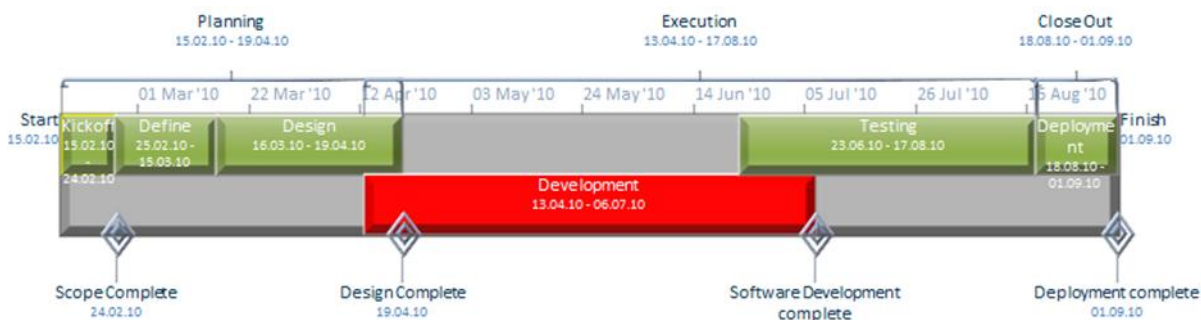 Planning
15.02.10 - 19.04.10
Execution
13.04.10 - 17.08.10
Close Out
18.08.10 - 01.09.10
01 Mar '10
22 Mar '10
12 Apr '10
03 May '10
24 May '10
14 Jun '10
05 Jul '10
26 Jul '10
16 Aug '10
Start
15.02.10
Kickoff
15.02.10
-
24.02.10
Define
25.02.10 -
15.03.10
Design
16.03.10 - 19.04.10
Testing
23.06.10 - 17.08.10
Deployme
nt
18.08.10 -
01.09.10
Finish
01.09.10
Development
13.04.10 - 06.07.10
Scope Complete
24.02.10
Design Complete
19.04.10
Software Development
complete
Deployment complete
01.09.10